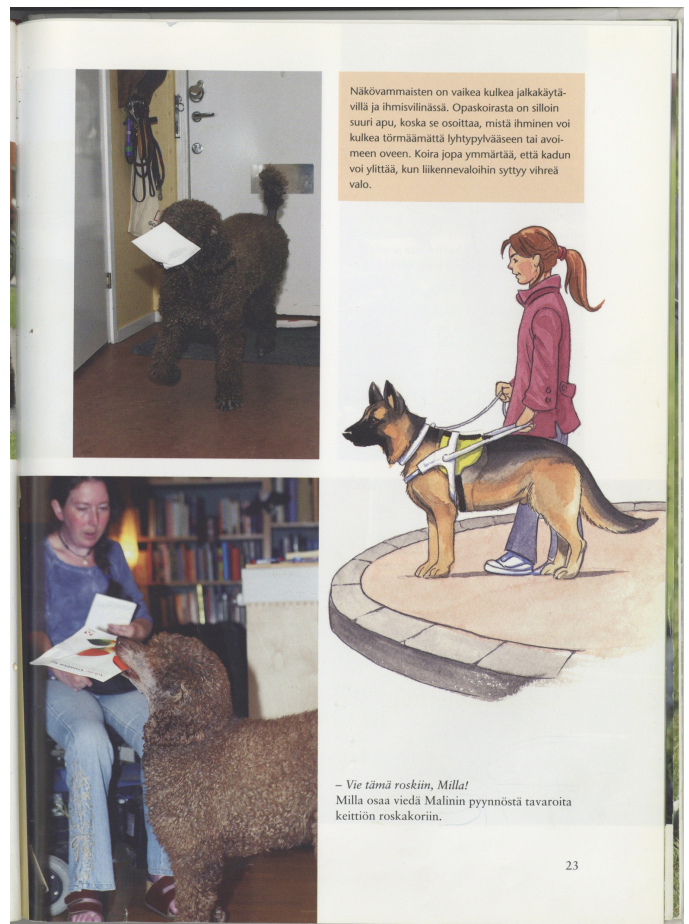 Näkövammaisten on vaikea kulkea jalkakäytä-
villä ja ihmisvilinässä. Opaskoirasta on silloin
suuri apu, koska se osoittaa, mistä ihminen voi
kulkea törmäämättä lyhtypylvääseen tai avoi-
meen oveen. Koira jopa ymmärtää, että kadun
voi ylittää, kun liikennevaloihin syttyy vihreä
valo.
– Vie tämä roskiin, Milla!
Milla osaa viedä Malinin pyynnöstä tavaroita
keittiön roskakoriin.
23